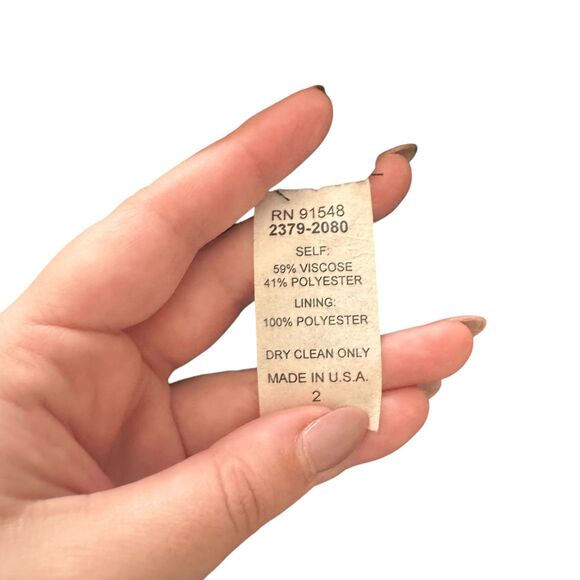 RN 91548
2379-2080
SELF:
59% VISCOSE
41% POLYESTER
LINING:
100% POLYESTER
DRY CLEAN ONLY
MADE IN U.S.A.
2